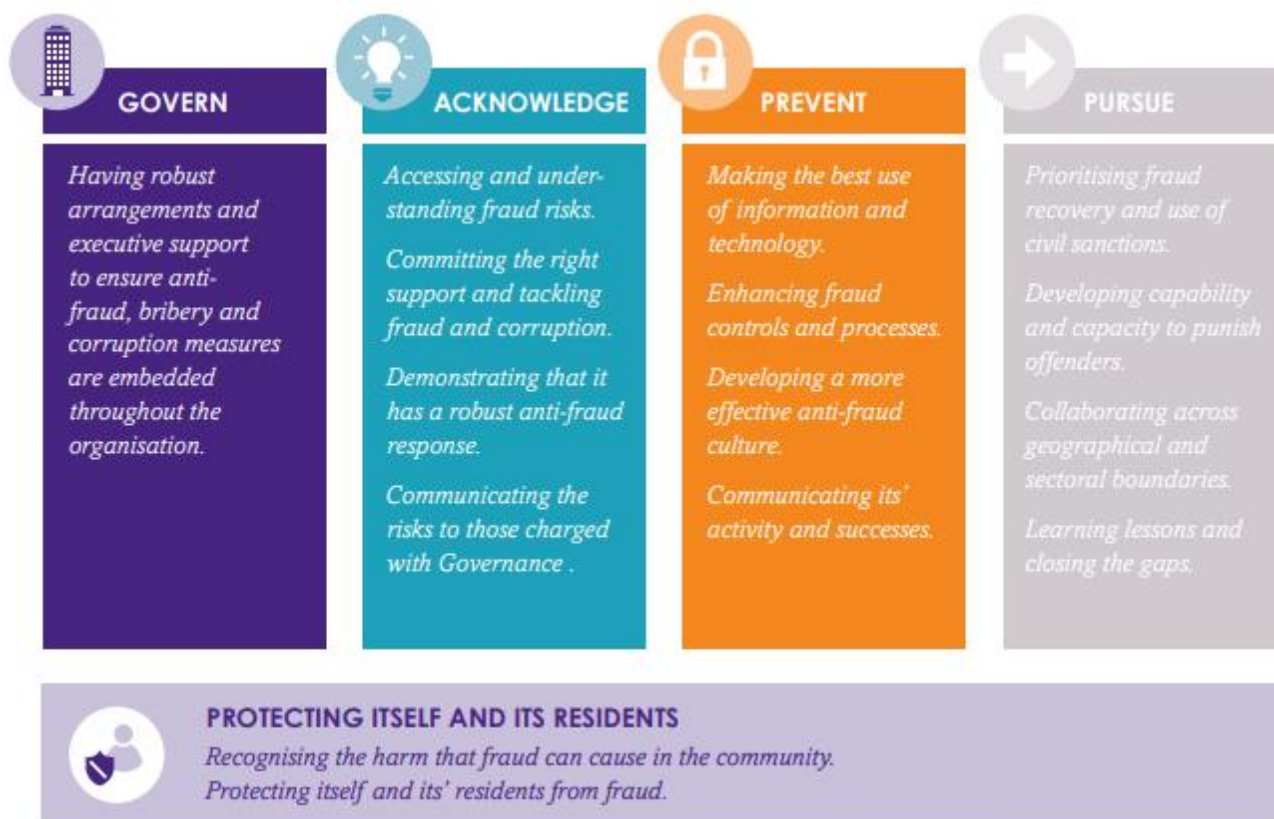 GOVERN
Having robust
arrangements and
executive support
to ensure anti-
fraud, bribery and
corruption measures
are embedded
throughout the
organisation.
ACKNOWLEDGE
Accessing and under-
standing fraud risks.
Committing the right
support and tackling
fraud and corruption.
Demonstrating that it
has a robust anti-fraud
response.
Communicating the
risks to those charged
with Governance .
PREVENT
Making the best use
of information and
technology.
Enhancing fraud
controls and processes.
Developing a more
effective anti-fraud
culture.
Communicating its’
activity and successes.
PURSUE
Prioritising fraud
recovery and use of
civil sanctions.
Developing capability
and capacity to punish
offenders.
Collaborating across
geographical and
sectoral boundaries.
Learning lessons and
closing the gaps.
PROTECTING ITSELF AND ITS RESIDENTS
Recognising the harm that fraud can cause in the community.
Protecting itself and its’ residents from fraud.